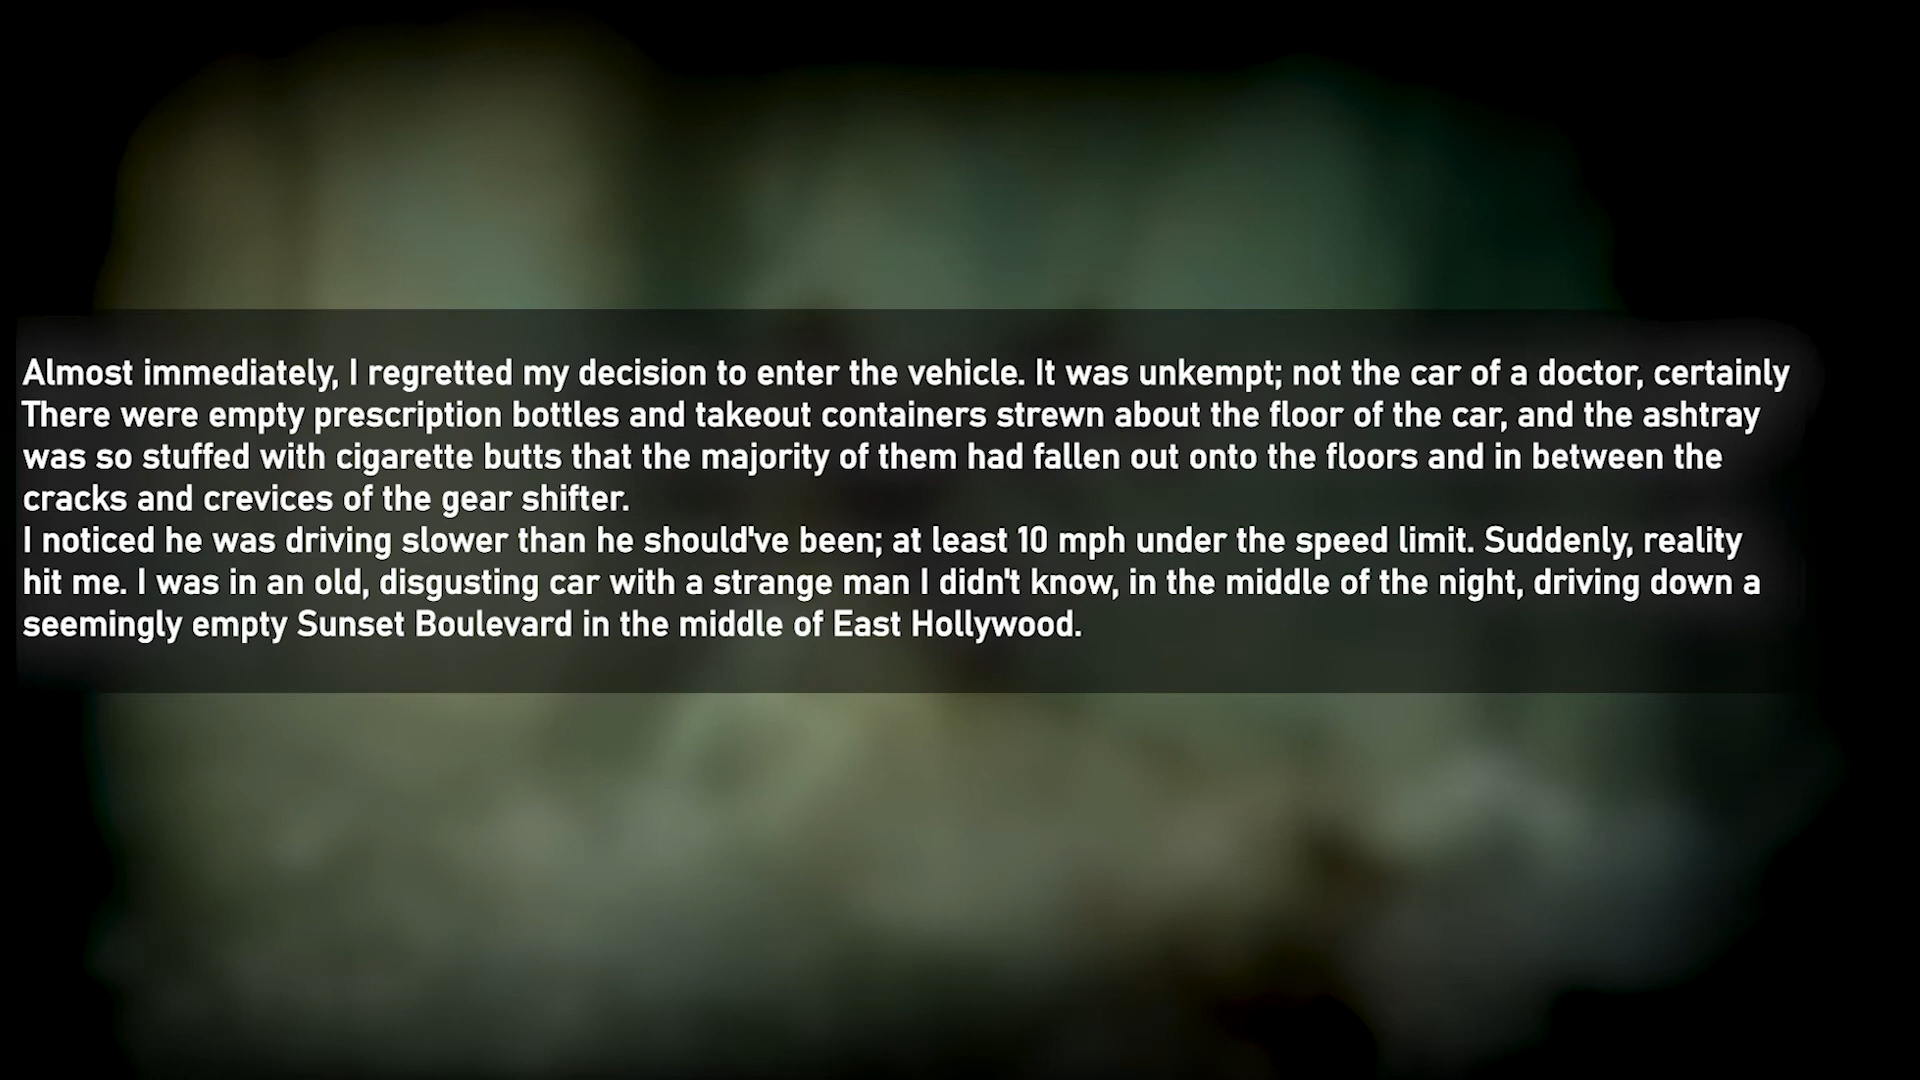 Almost immediately, I regretted my decision to enter the vehicle. It was unkempt; not the car of a doctor, certainly
There were empty prescription bottles and takeout containers strewn about the floor of the car, and the ashtray
was so stuffed with cigarette butts that the majority of them had fallen out onto the floors and in between the
cracks and crevices of the gear shifter.
I noticed he was driving slower than he should've been; at least 10 mph under the speed limit. Suddenly, reality
hit me. I was in an old, disgusting car with a strange man I didn't know, in the middle of the night, driving down a
seemingly empty Sunset Boulevard in the middle of East Hollywood.